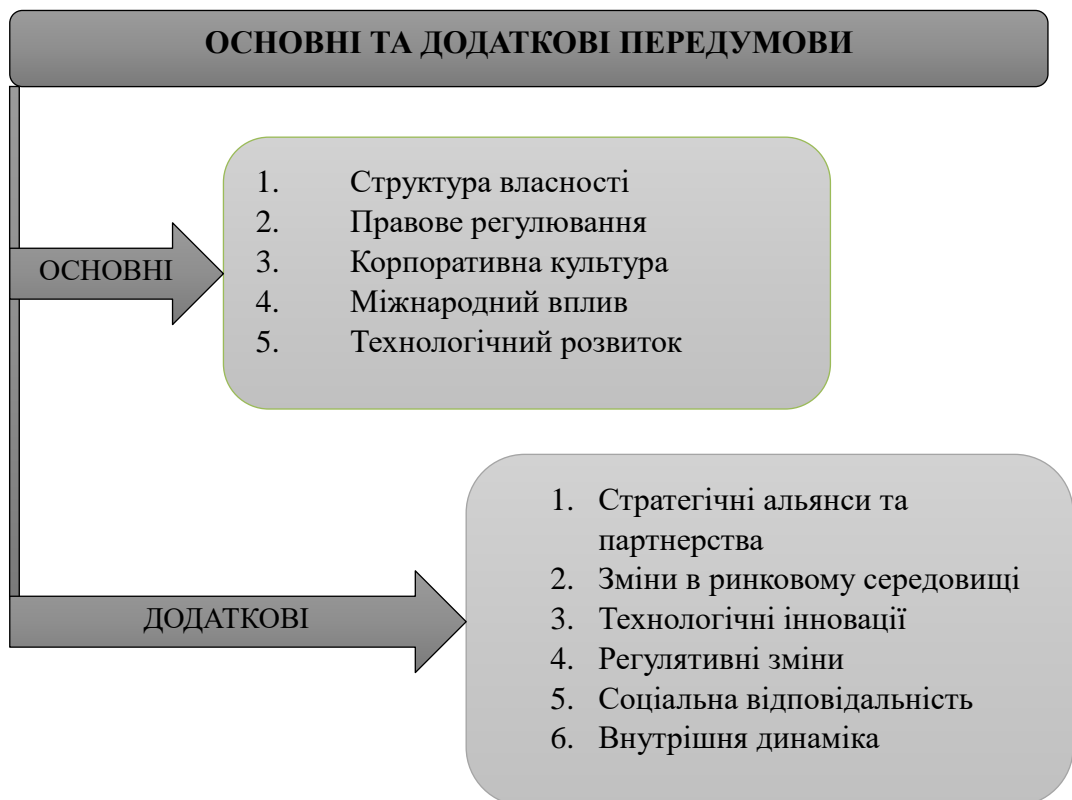 ОСНОВНІ ТА ДОДАТКОВІ ПЕРЕДУМОВИ
ОСНОВНІ
1. Структура власності
2. Правове регулювання
3. Корпоративна культура
4. Міжнародний вплив
5. Технологічний розвиток
ДОДАТКОВІ
1. Стратегічні альянси та
партнерства
2. Зміни в ринковому середовищі
3. Технологічні інновації
4. Регулятивні зміни
5. Соціальна відповідальність
6. Внутрішня динаміка